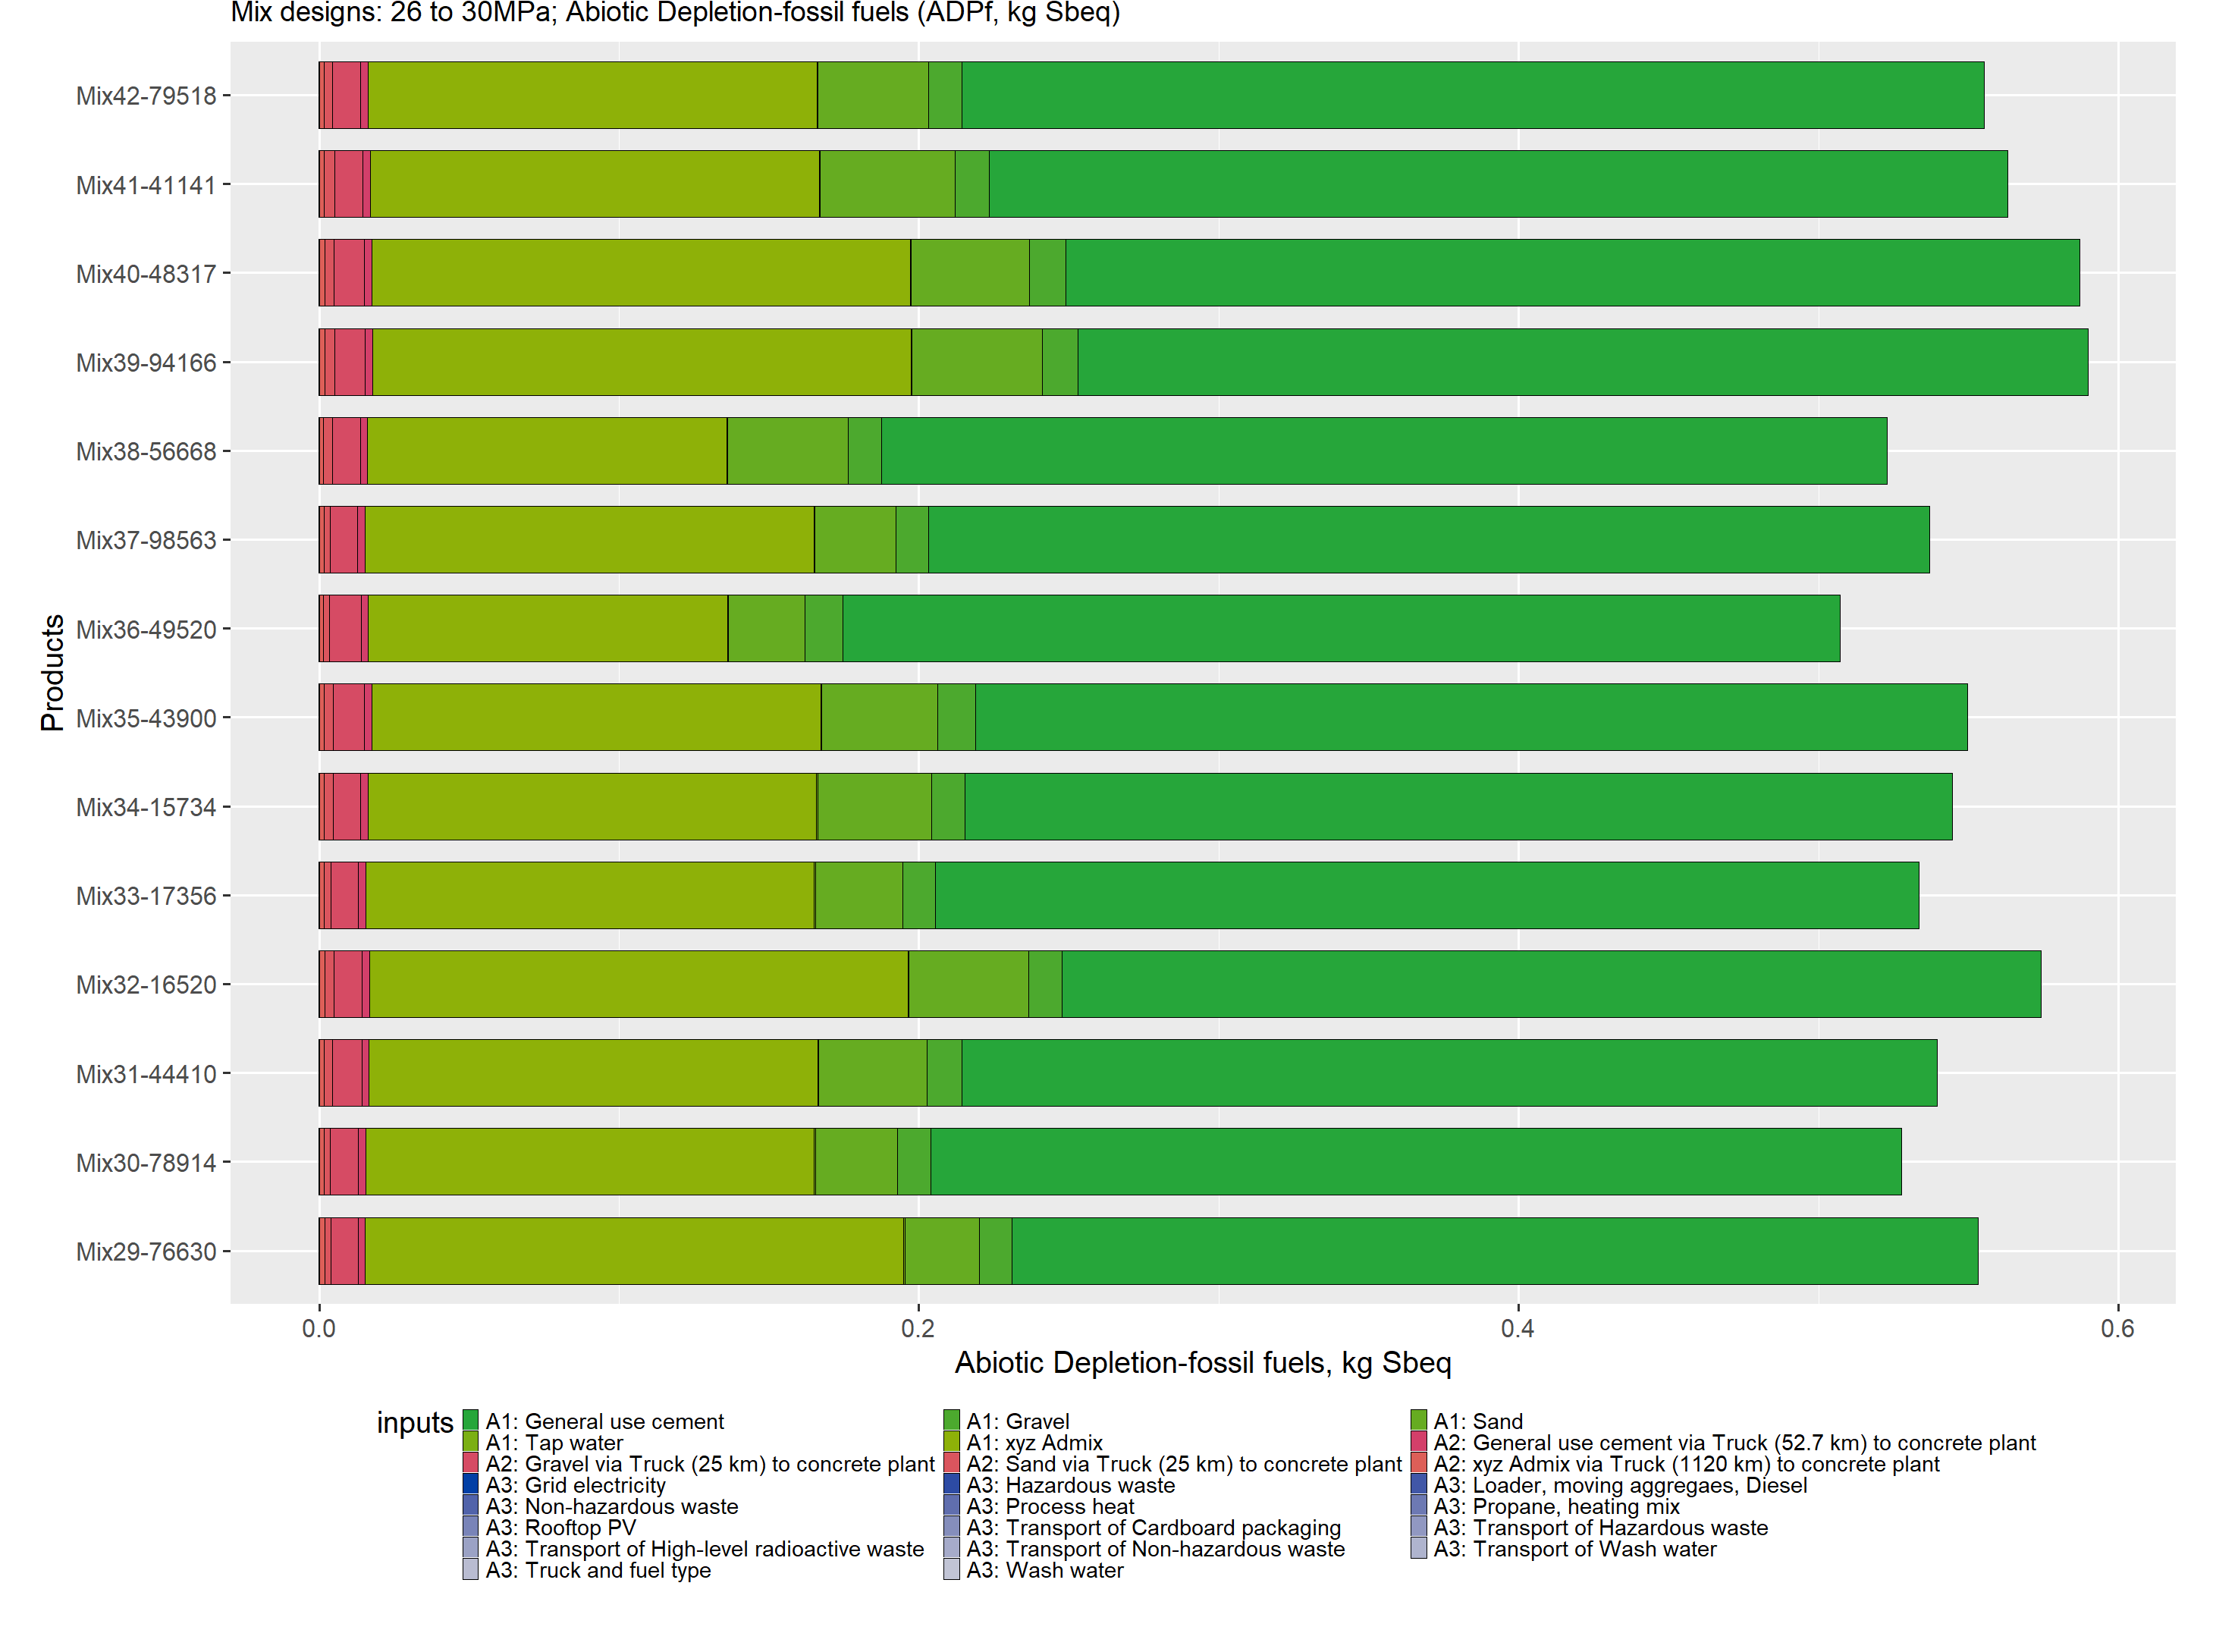 Mix designs: 26 to 30MPa; Abiotic Depletion-fossil fuels (ADPf, kg Sbeq)
Products
Mix42-79518
Mix41-41141
Mix40-48317
Mix39-94166
Mix38-56668
Mix37-98563
Mix36-49520
Mix35-43900
Mix34-15734
Mix33-17356
Mix32-16520
Mix31-44410
Mix30-78914
Mix29-76630
0.0 0.2 0.4 0.6
Abiotic Depletion-fossil fuels, kg Sbeq
inputs
A1: General use cement A1: Gravel A1: Sand
A1: Tap water A1: xyz Admix A2: General use cement via Truck (52.7 km) to concrete plant
A2: Gravel via Truck (25 km) to concrete plant A2: Sand via Truck (25 km) to concrete plant A2: xyz Admix via Truck (1120 km) to concrete plant
A3: Grid electricity A3: Hazardous waste A3: Loader, moving aggregaes, Diesel
A3: Non-hazardous waste A3: Process heat A3: Propane, heating mix
A3: Rooftop PV A3: Transport of Cardboard packaging A3: Transport of Hazardous waste
A3: Transport of High-level radioactive waste A3: Transport of Non-hazardous waste A3: Transport of Wash water
A3: Truck and fuel type A3: Wash water